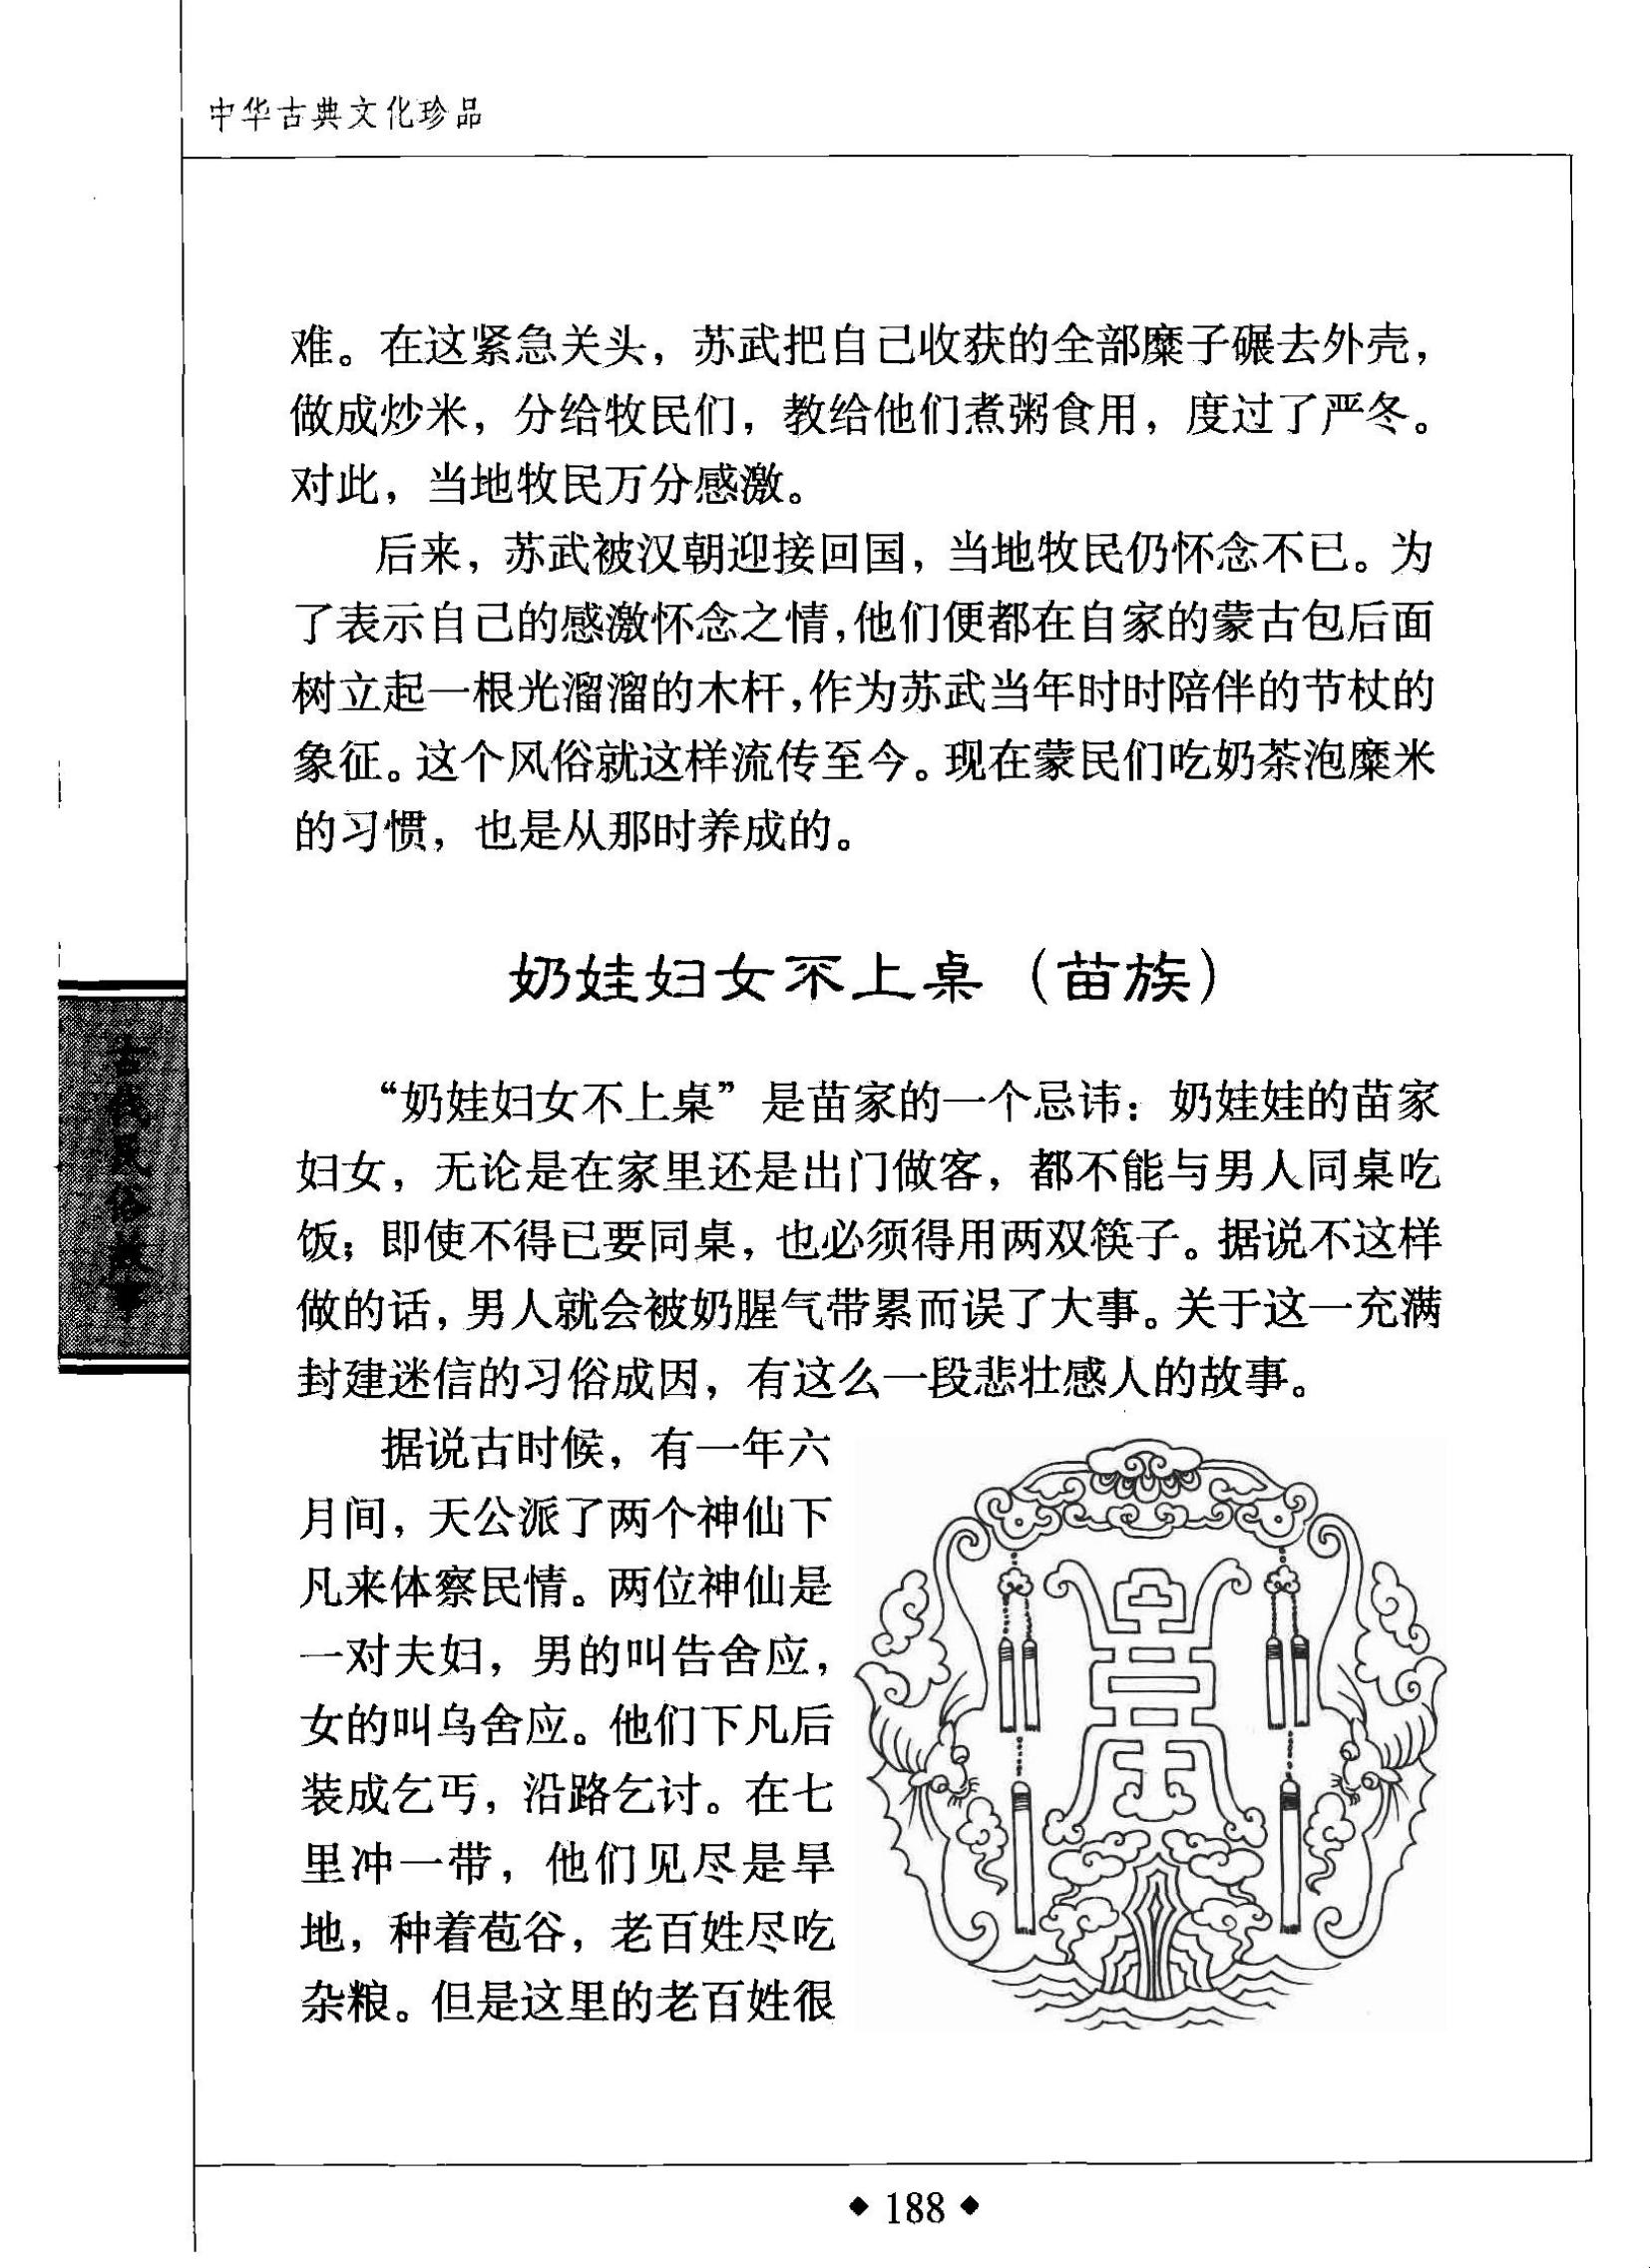 中华古典文化珍品
难。在这紧急关头，苏武把自己收获的全部糜子碾去外壳，
做成炒米，分给牧民们，教给他们煮粥食用，度过了严冬。
对此，当地牧民万分感激。
后来，苏武被汉朝迎接回国，当地牧民仍怀念不已。为
了表示自己的感激怀念之情，他们便都在自家的蒙古包后面
树立起一根光溜溜的木杆，作为苏武当年时时陪伴的节杖的
象征。这个风俗就这样流传至今。现在蒙民们吃奶茶泡糜米
的习惯，也是从那时养成的。
奶娃妇女不上桌（苗族）
“奶娃妇女不上桌”是苗家的一个忌讳：奶娃娃的苗家
妇女，无论是在家里还是出门做客，都不能与男人同桌吃
饭；即使不得已要同桌，也必须得用两双筷子。据说不这样
做的话，男人就会被奶腥气带累而误了大事。关于这一充满
封建迷信的习俗成因，有这么一段悲壮感人的故事。
据说古时候，有一年六
月间，天公派了两个神仙下
凡来体察民情。两位神仙是
一对夫妇，男的叫告舍应，
女的叫乌舍应。他们下凡后
装成乞丐，沿路乞讨。在七
里冲一带，他们见尽是旱
地，种着苞谷，老百姓尽吃
杂粮。但是这里的老百姓很
古代民俗故事
188